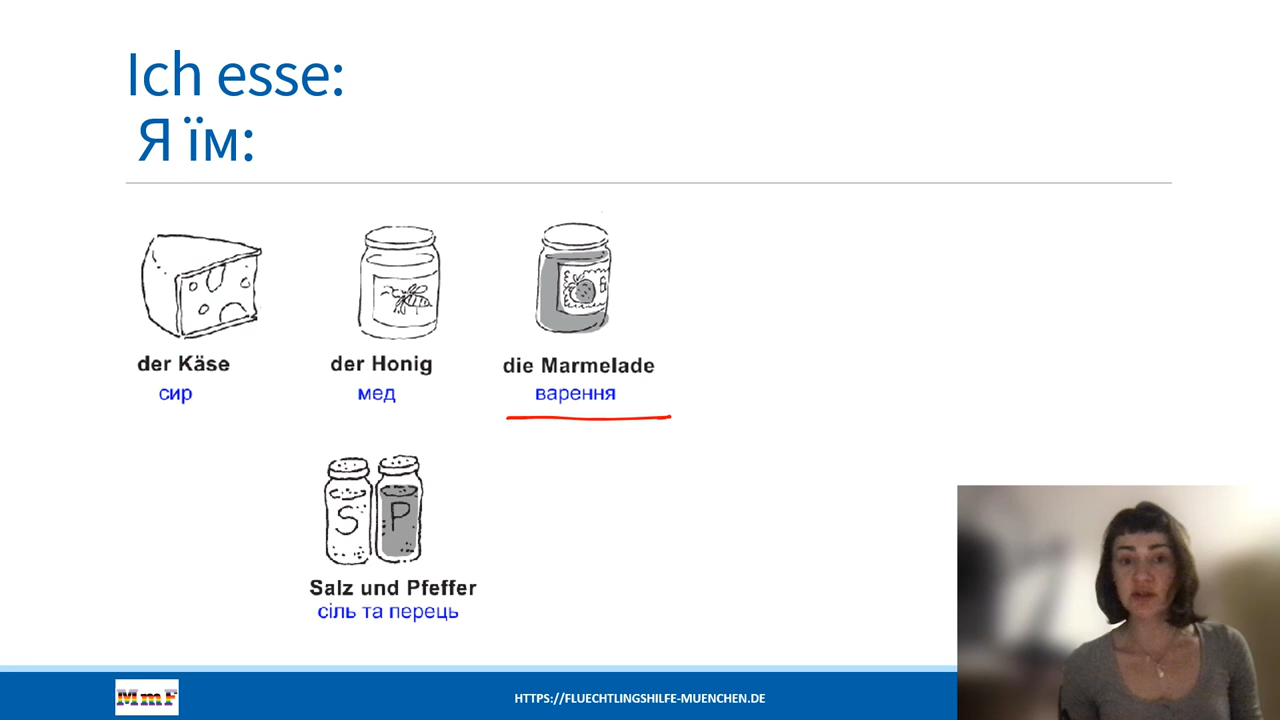 Ich esse:
Я їм:
der Käse
сир
der Honig
мед
die Marmelade
варення
S P
Salz und Pfeffer
сіль та перець
MmF
HTTPS://FLUECHTLINGSHILFE-MUENCHEN.DE